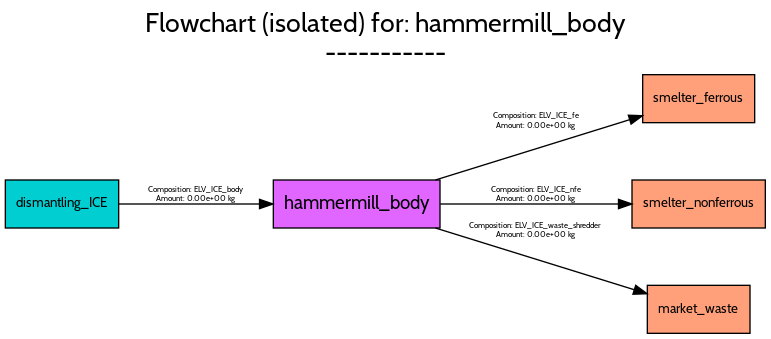 Flowchart (isolated) for: hammermill_body
-----------
smelter_ferrous
Composition: ELV_ICE_fe
Amount: 0.00e+00 kg
dismantling_ICE
Composition: ELV_ICE_body
Amount: 0.00e+00 kg
hammermill_body
Composition: ELV_ICE_nfe
Amount: 0.00e+00 kg
smelter_nonferrous
Composition: ELV_ICE_waste_shredder
Amount: 0.00e+00 kg
market_waste